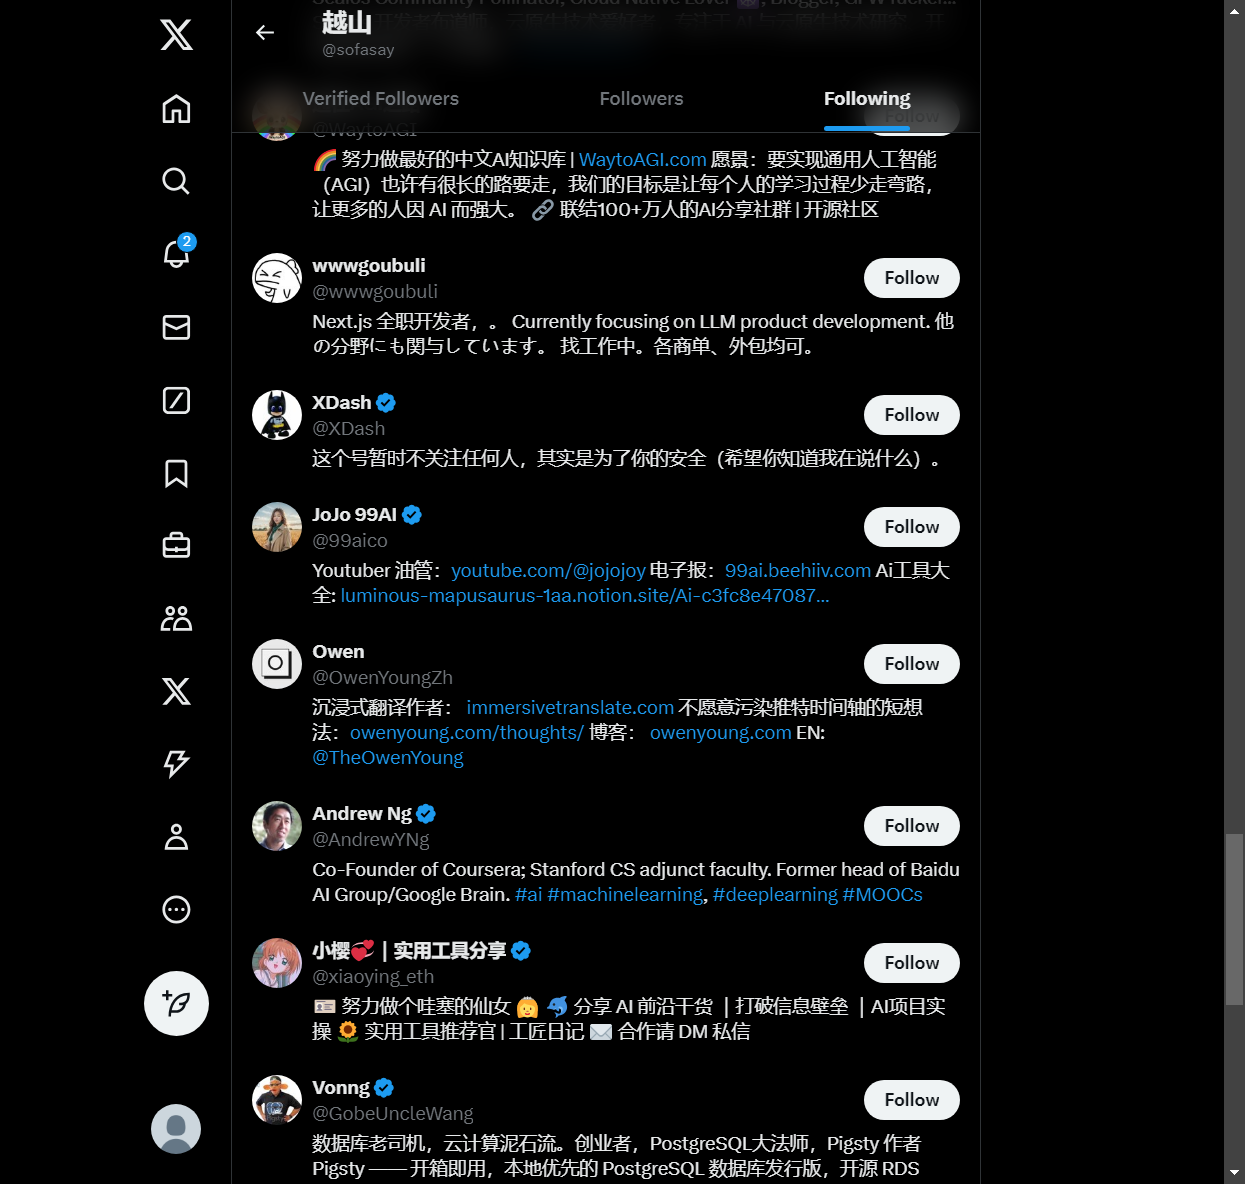 越山
@sofasay
Verified Followers
Followers
Following
@WaytoAGI
Follow
🌈 努力做最好的中文AI知识库 | WaytoAGI.com 愿景：要实现通用人工智能
（AGI）也许有很长的路要走，我们的目标是让每个人的学习过程少走弯路，
让更多的人因 AI 而强大。 🔗 联结100+万人的AI分享社群 | 开源社区
2
wwwgoubuli
@wwwgoubuli
Follow
Next.js 全职开发者，。 Currently focusing on LLM product development. 他
の分野にも関与しています。 找工作中。各商单、外包均可。
XDash
@XDash
Follow
这个号暂时不关注任何人，其实是为了你的安全（希望你知道我在说什么）。
JoJo 99AI
@99aico
Follow
Youtuber 油管： youtube.com/@jojojoy 电子报： 99ai.beehiiv.com Ai工具大
全: luminous-mapusaurus-1aa.notion.site/Ai-c3fc8e47087...
Owen
@OwenYoungZh
Follow
沉浸式翻译作者： immersivetranslate.com 不愿意污染推特时间轴的短想
法： owenyoung.com/thoughts/ 博客： owenyoung.com EN:
@TheOwenYoung
Andrew Ng
@AndrewYNg
Follow
Co-Founder of Coursera; Stanford CS adjunct faculty. Former head of Baidu
AI Group/Google Brain. #ai #machinelearning, #deeplearning #MOOCs
小樱💞｜实用工具分享
@xiaoying_eth
Follow
🪪 努力做个哇塞的仙女 👸 🐬 分享 AI 前沿干货 ｜打破信息壁垒 ｜AI项目实
操 🌻 实用工具推荐官 | 工匠日记 ✉️ 合作请 DM 私信
Vonng
@GobeUncleWang
Follow
数据库老司机，云计算泥石流。创业者，PostgreSQL大法师，Pigsty 作者
Pigsty —— 开箱即用，本地优先的 PostgreSQL 数据库发行版，开源 RDS